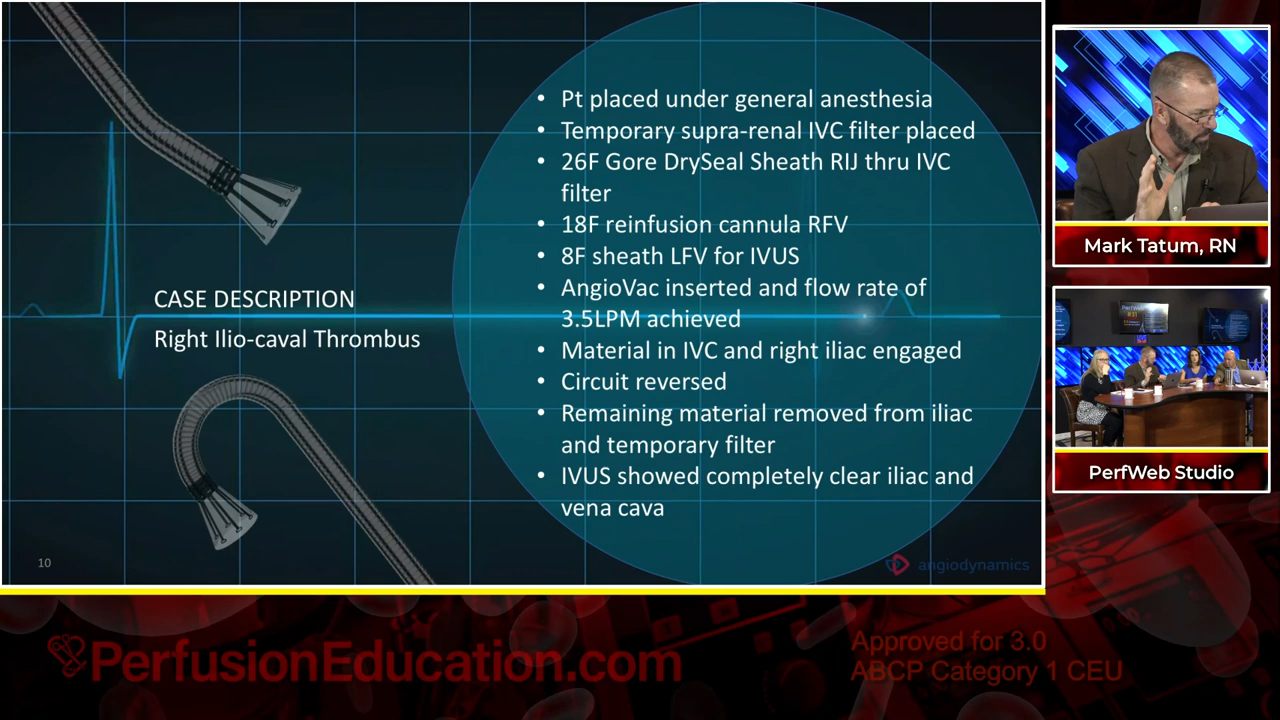 CASE DESCRIPTION
Right Ilio-caval Thrombus
• Pt placed under general anesthesia
• Temporary supra-renal IVC filter placed
• 26F Gore DrySeal Sheath RIJ thru IVC
filter
• 18F reinfusion cannula RFV
• 8F sheath LFV for IVUS
• AngioVac inserted and flow rate of
3.5LPM achieved
• Material in IVC and right iliac engaged
• Circuit reversed
• Remaining material removed from iliac
and temporary filter
• IVUS showed completely clear iliac and
vena cava
10
angiodynamics
Mark Tatum, RN
PerfWeb Studio
PerfusionEducation.com
Approved for 3.0
ABCP Category 1 CEU